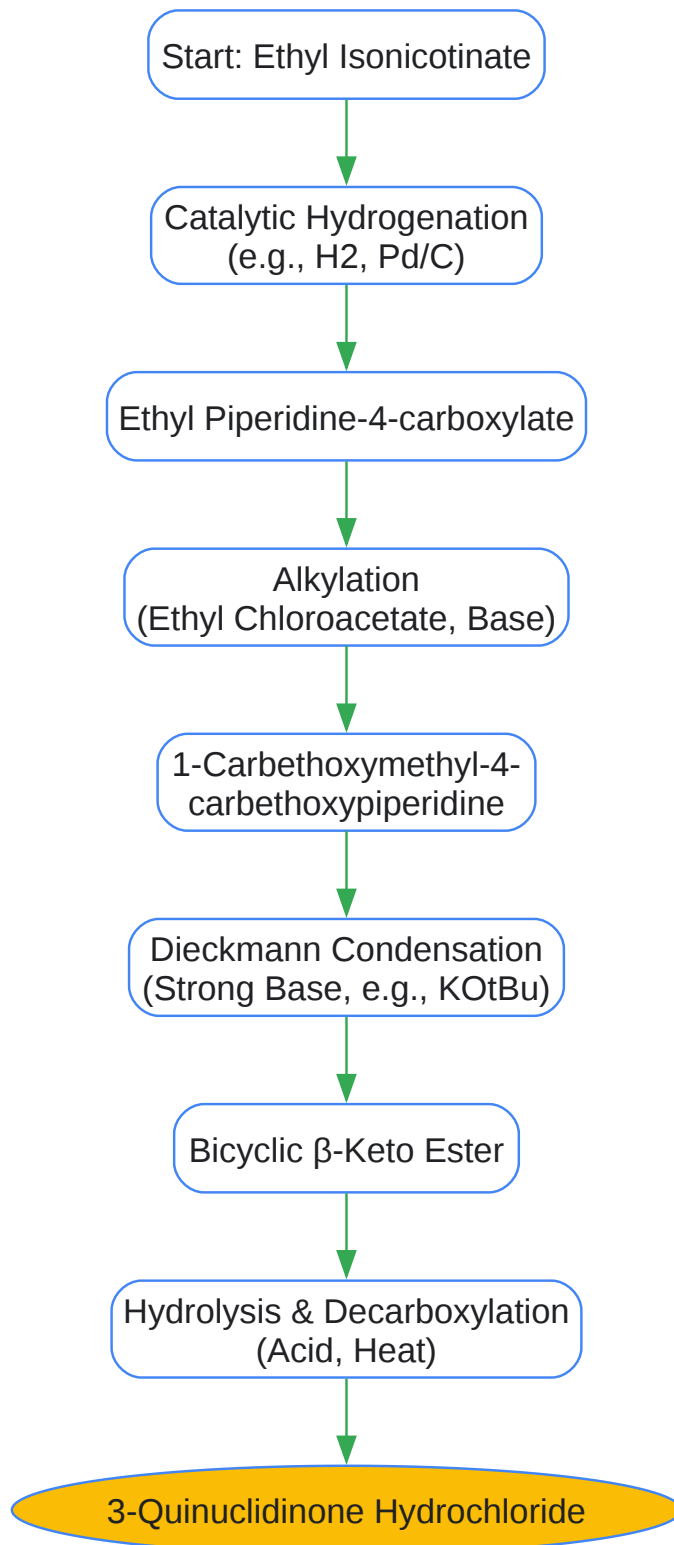 Start: Ethyl Isonicotinate
Catalytic Hydrogenation
(e.g., H2, Pd/C)
Ethyl Piperidine-4-carboxylate
Alkylation
(Ethyl Chloroacetate, Base)
1-Carbethoxymethyl-4-
carbethoxypiperidine
Dieckmann Condensation
(Strong Base, e.g., KOtBu)
Bicyclic β-Keto Ester
Hydrolysis & Decarboxylation
(Acid, Heat)
3-Quinuclidinone Hydrochloride